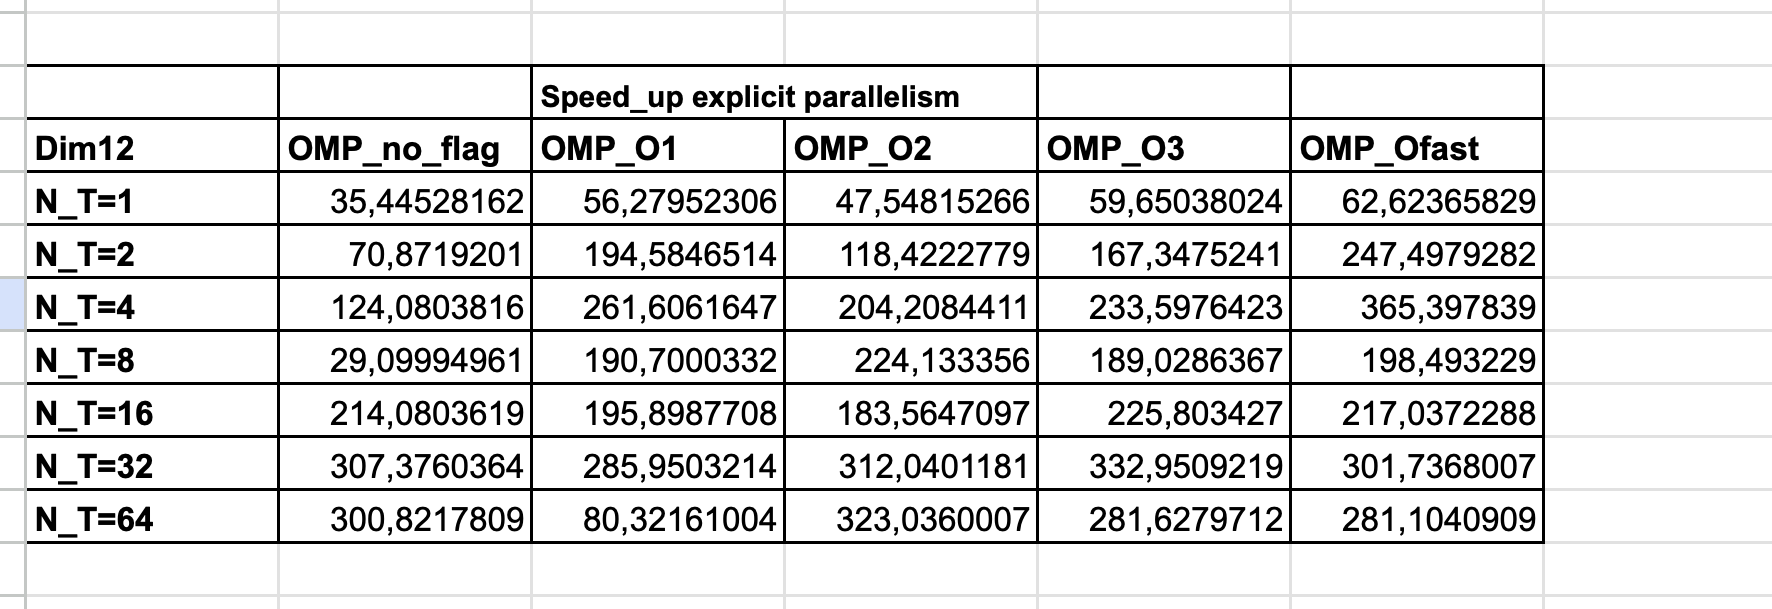 Speed_up explicit parallelism
Dim12 OMP_no_flag OMP_O1 OMP_O2 OMP_O3 OMP_Ofast
N_T=1 35,44528162 56,27952306 47,54815266 59,65038024 62,62365829
N_T=2 70,8719201 194,5846514 118,4222779 167,3475241 247,4979282
N_T=4 124,0803816 261,6061647 204,2084411 233,5976423 365,397839
N_T=8 29,09994961 190,7000332 224,133356 189,0286367 198,493229
N_T=16 214,0803619 195,8987708 183,5647097 225,803427 217,0372288
N_T=32 307,3760364 285,9503214 312,0401181 332,9509219 301,7368007
N_T=64 300,8217809 80,32161004 323,0360007 281,6279712 281,1040909